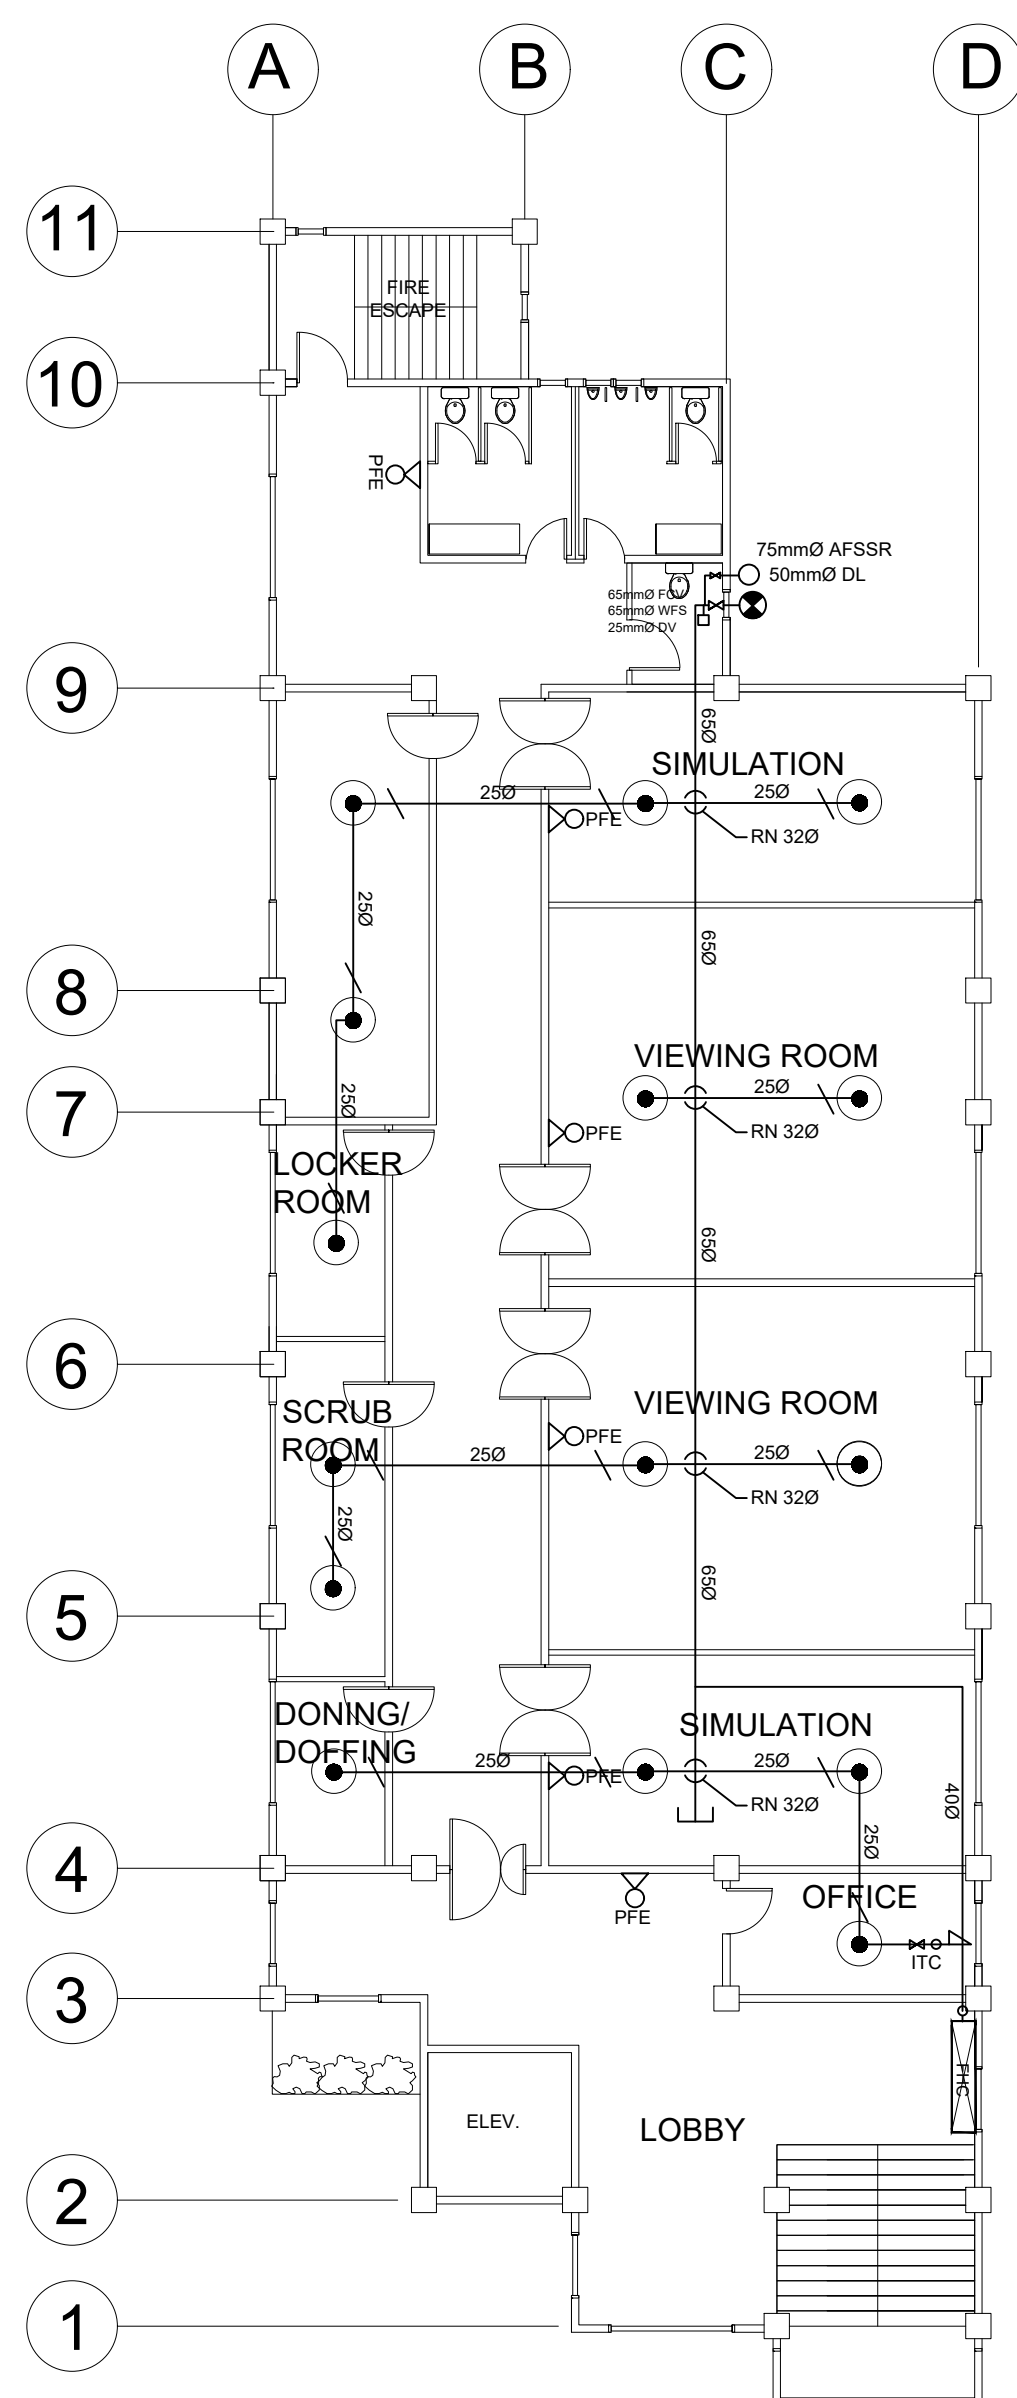 A
B
C
D
11
FIRE
ESCAPE
10
PFE
75mmØ AFSSR
50mmØ DL
65mmØ FCV
65mmØ WFS
25mmØ DV
9
65Ø
SIMULATION
25Ø
25Ø
PFE
RN 32Ø
25Ø
65Ø
8
VIEWING ROOM
25Ø
25Ø
7
PFE
RN 32Ø
LOCKER
ROOM
65Ø
6
VIEWING ROOM
SCRUB
ROOM
PFE
25Ø
25Ø
RN 32Ø
25Ø
65Ø
5
DONING/
DOFFING
SIMULATION
25Ø
25Ø
PFE
RN 32Ø
40Ø
25Ø
4
OFFICE
PFE
ITC
3
FHC
ELEV.
LOBBY
2
1